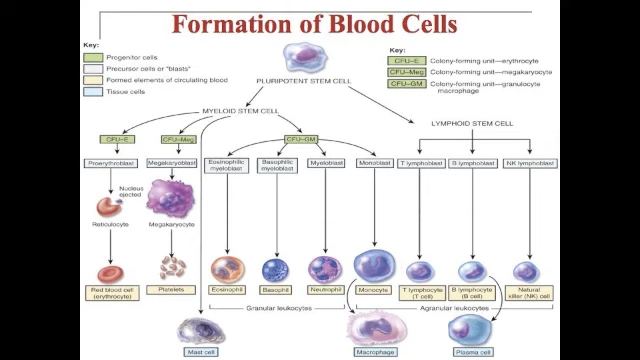 Formation of Blood Cells
Key:
Progenitor cells
Precursor cells or "blasts"
Formed elements of circulating blood
Tissue cells
PLURIPOTENT STEM CELL
Key:
CFU–E Colony-forming unit—erythrocyte
CFU–Meg Colony-forming unit—megakaryocyte
CFU–GM Colony-forming unit—granulocyte
macrophage
MYELOID STEM CELL
LYMPHOID STEM CELL
CFU–E
CFU–Meg
CFU–GM
Proerythroblast
Megakaryoblast
Eosinophilic
myeloblast
Basophilic
myeloblast
Myeloblast
Monoblast
T lymphoblast
B lymphoblast
NK lymphoblast
Nucleus
ejected
Reticulocyte
Megakaryocyte
Red blood cell
(erythrocyte)
Platelets
Eosinophil
Basophil
Neutrophil
Monocyte
T lymphocyte
(T cell)
B lymphocyte
(B cell)
Natural
killer (NK) cell
Granular leukocytes
Agranular leukocytes
Mast cell
Macrophage
Plasma cell